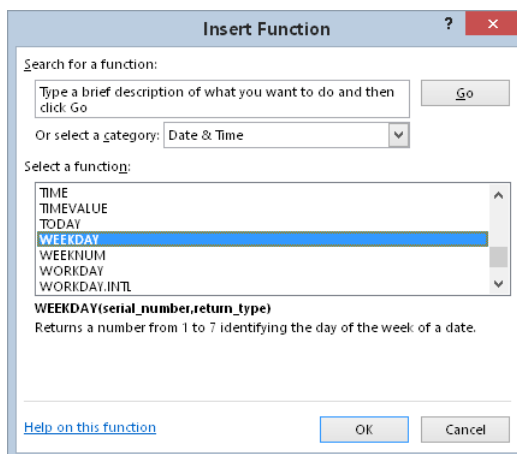 Insert Function
?
×
Search for a function:
Type a brief description of what you want to do and then
click Go
Go
Or select a category: Date & Time
Select a function:
TIME
TIMEVALUE
TODAY
WEEKDAY
WEEKNUM
WORKDAY
WORKDAY.INTL
WEEKDAY(serial_number,return_type)
Returns a number from 1 to 7 identifying the day of the week of a date.
Help on this function
OK
Cancel